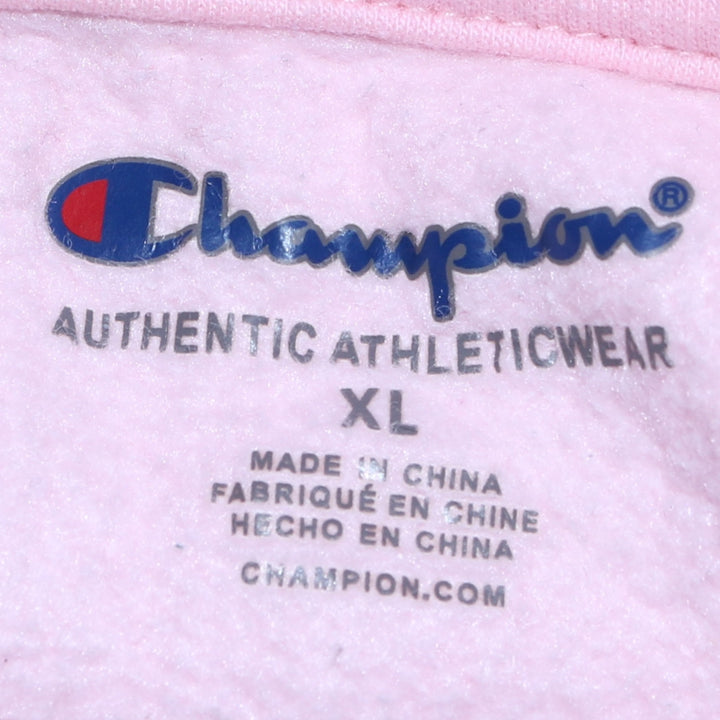 Champion®
AUTHENTIC ATHLETICWEAR
XL
MADE IN CHINA
FABRIQUÉ EN CHINE
HECHO EN CHINA
CHAMPION.COM